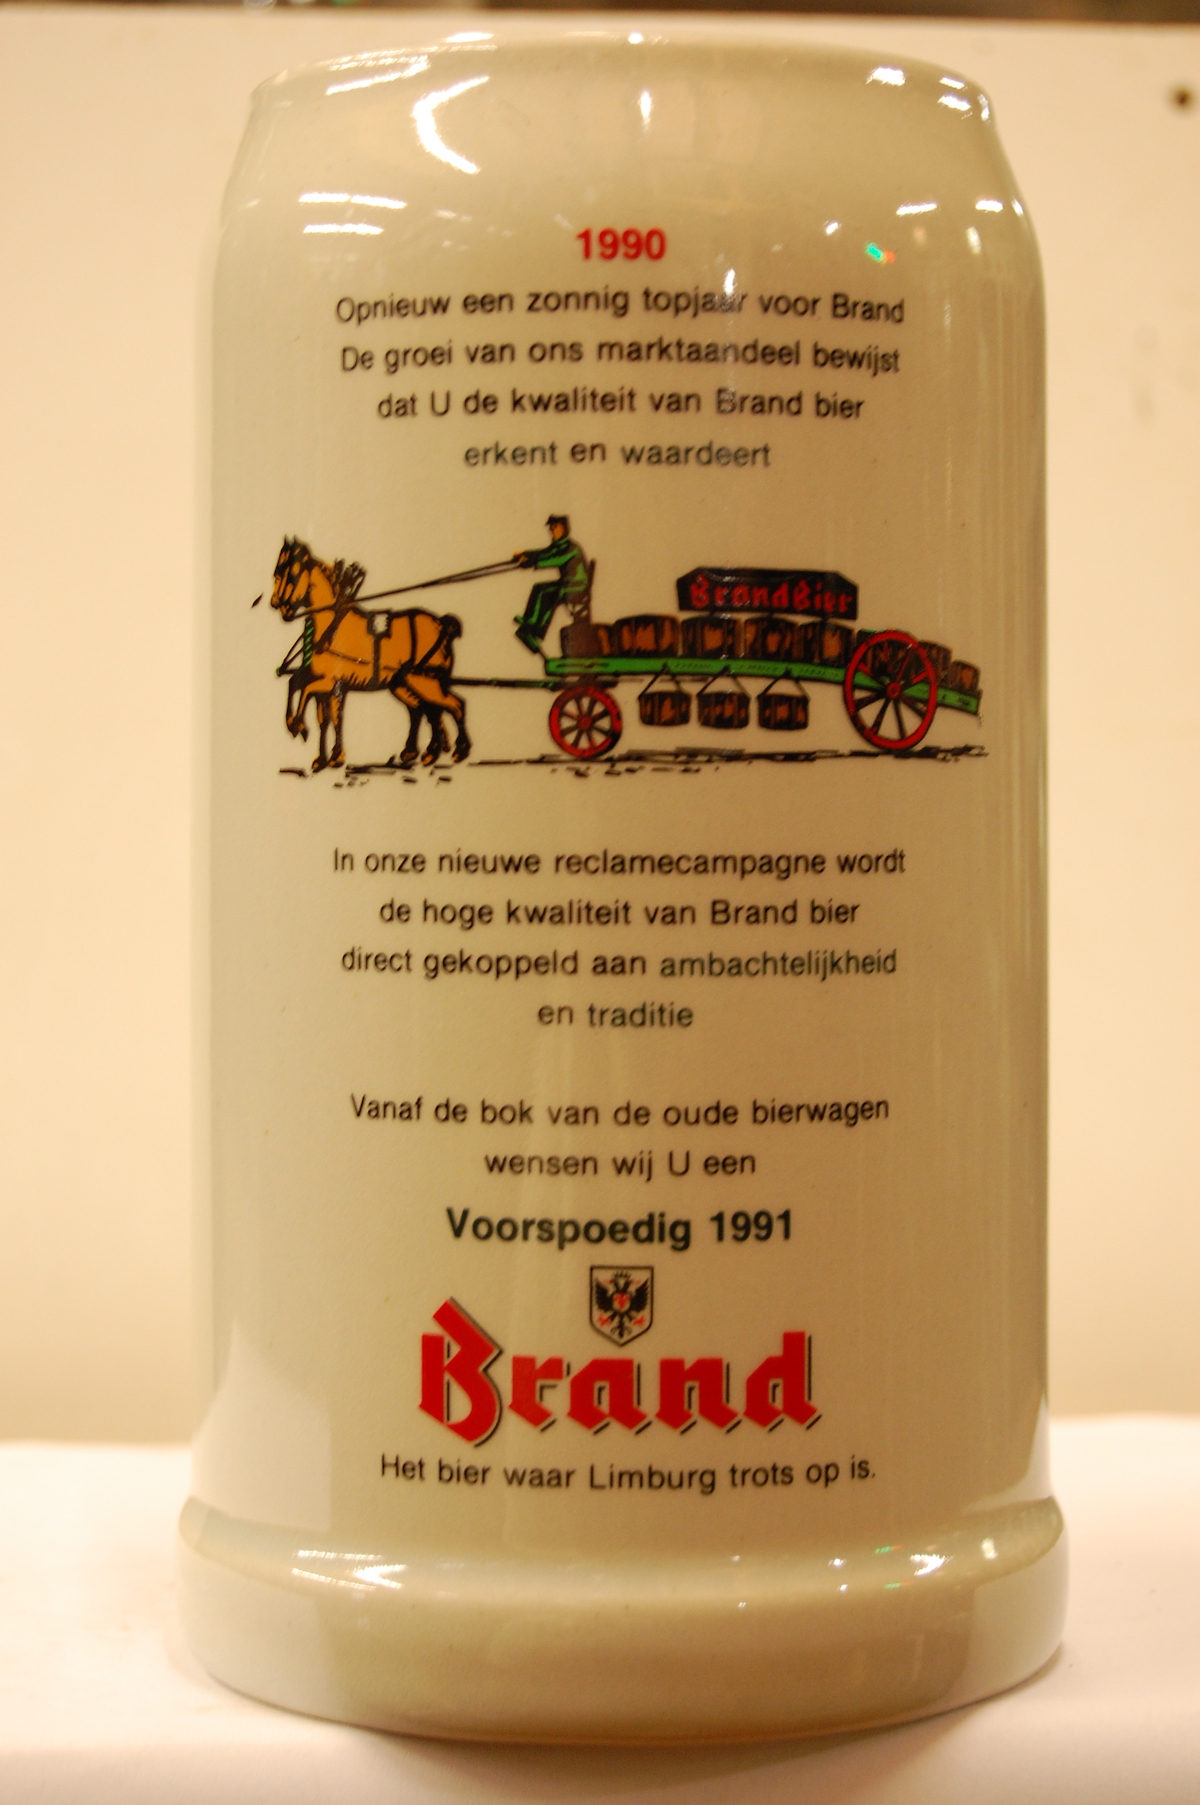 1990
Opnieuw een zonnig topjaar voor Brand
De groei van ons marktaandeel bewijst
dat U de kwaliteit van Brand bier
erkent en waardeert
BrandBier
In onze nieuwe reclamecampagne wordt
de hoge kwaliteit van Brand bier
direct gekoppeld aan ambachtelijkheid
en traditie
Vanaf de bok van de oude bierwagen
wensen wij U een
Voorspoedig 1991
Brand
Het bier waar Limburg trots op is.